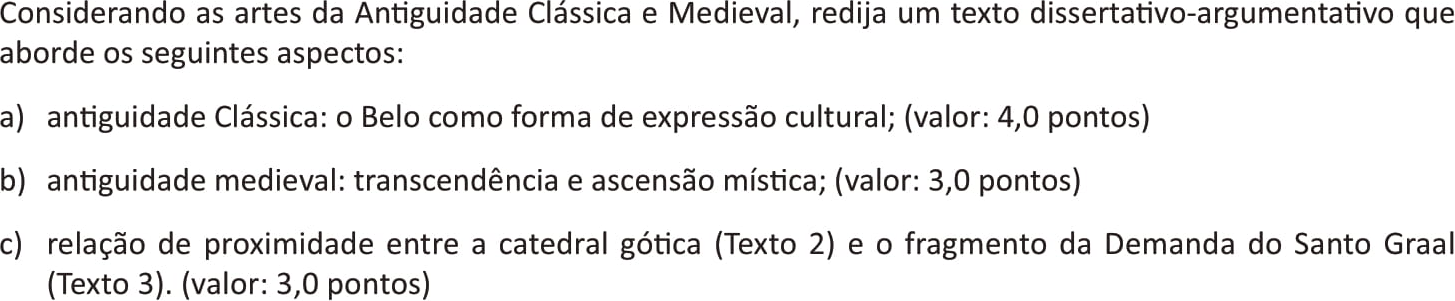 Considerando as artes da Antiguidade Clássica e Medieval, redija um texto dissertativo-argumentativo que
aborde os seguintes aspectos:
a) antiguidade Clássica: o Belo como forma de expressão cultural; (valor: 4,0 pontos)
b) antiguidade medieval: transcendência e ascensão mística; (valor: 3,0 pontos)
c) relação de proximidade entre a catedral gótica (Texto 2) e o fragmento da Demanda do Santo Graal
(Texto 3). (valor: 3,0 pontos)